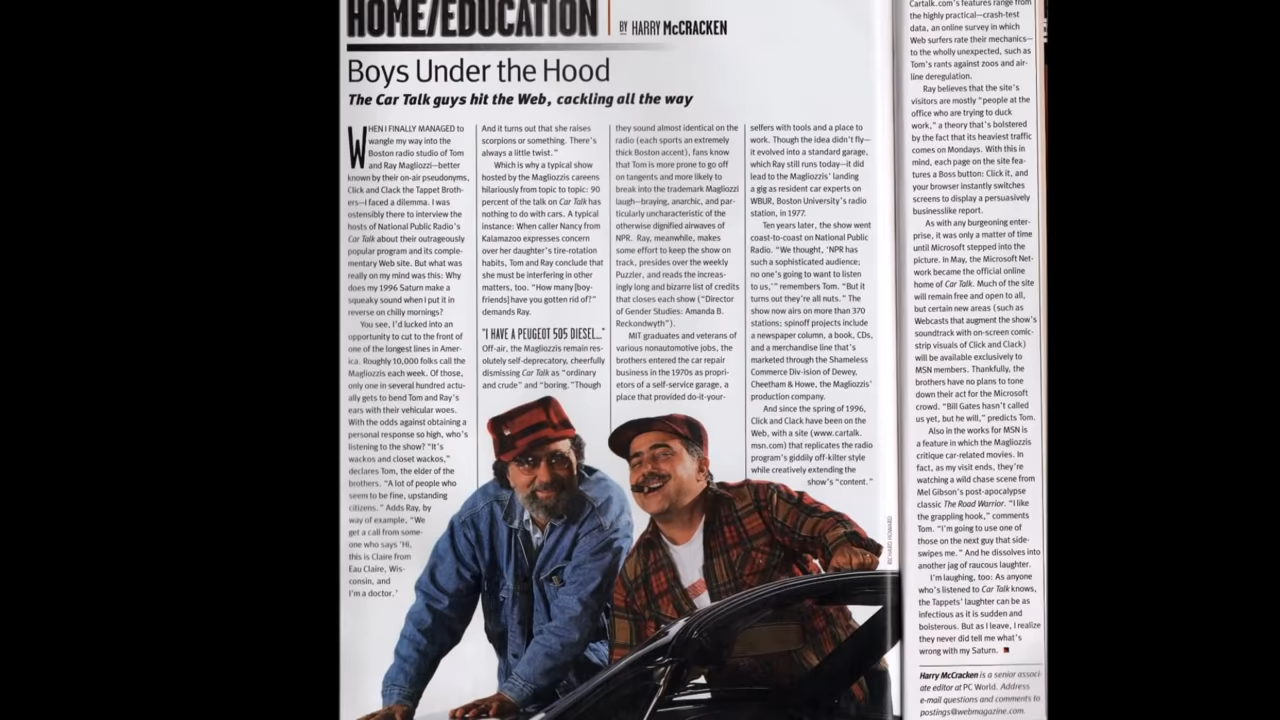 HOME/EDUCATION
BY HARRY McCRACKEN
Boys Under the Hood
The Car Talk guys hit the Web, cackling all the way
WHEN I FINALLY MANAGED to
wangle my way into the
Boston radio studio of Tom
and Ray Magliozzi—better
known by their on-air pseudonyms,
Click and Clack the Tappet Broth-
ers—I faced a dilemma. I was
ostensibly there to interview the
hosts of National Public Radio's
Car Talk about their outrageously
popular program and its comple-
mentary Web site. But what was
really on my mind was this: Why
does my 1996 Saturn make a
squeaky sound when I put it in
reverse on chilly mornings?
You see, I'd lucked into an
opportunity to cut to the front of
one of the longest lines in Amer-
ica. Roughly 10,000 folks call the
Magliozzis each week. Of those,
only one in several hundred actu-
ally gets to bend Tom and Ray's
ears with their vehicular woes.
With the odds against obtaining a
personal response so high, who's
listening to the show? "It's
wackos and closet wackos,"
declares Tom, the elder of the
brothers. "A lot of people who
seem to be fine, upstanding
citizens." Adds Ray, by
way of example, "We
get a call from some-
one who says 'Hi,
this is Claire from
Eau Claire, Wis-
consin, and
I'm a doctor.'
And it turns out that she raises
scorpions or something. There's
always a little twist."
Which is why a typical show
hosted by the Magliozzis careens
hilariously from topic to topic: 90
percent of the talk on Car Talk has
nothing to do with cars. A typical
instance: When caller Nancy from
Kalamazoo expresses concern
over her daughter's tire-rotation
habits, Tom and Ray conclude that
she must be interfering in other
matters, too. "How many [boy-
friends] have you gotten rid of?"
demands Ray.
"I HAVE A PEUGEOT 505 DIESEL..."
Off-air, the Magliozzis remain res-
olutely self-deprecatory, cheerfully
dismissing Car Talk as "ordinary
and crude" and "boring." Though
they sound almost identical on the
radio (each sports an extremely
thick Boston accent), fans know
that Tom is more prone to go off
on tangents and more likely to
break into the trademark Magliozzi
laugh—braying, anarchic, and par-
ticularly uncharacteristic of the
otherwise dignified airwaves of
NPR. Ray, meanwhile, makes
some effort to keep the show on
track, presides over the weekly
Puzzler, and reads the increas-
ingly long and bizarre list of credits
that closes each show ("Director
of Gender Studies: Amanda B.
Reckondwyth").
MIT graduates and veterans of
various nonautomotive jobs, the
brothers entered the car repair
business in the 1970s as propri-
etors of a self-service garage, a
place that provided do-it-your-
selfers with tools and a place to
work. Though the idea didn't fly—
it evolved into a standard garage,
which Ray still runs today—it did
lead to the Magliozzis' landing
a gig as resident car experts on
WBUR, Boston University's radio
station, in 1977.
Ten years later, the show went
coast-to-coast on National Public
Radio. "We thought, 'NPR has
such a sophisticated audience;
no one's going to want to listen
to us,'" remembers Tom. "But it
turns out they're all nuts." The
show now airs on more than 370
stations; spinoff projects include
a newspaper column, a book, CDs,
and a merchandise line that's
marketed through the Shameless
Commerce Div-ision of Dewey,
Cheetham & Howe, the Magliozzis'
production company.
And since the spring of 1996,
Click and Clack have been on the
Web, with a site (www.cartalk.
msn.com) that replicates the radio
program's giddily off-kilter style
while creatively extending the
show's "content."
RICHARD HOWARD
Cartalk.com's features range from
the highly practical—crash-test
data, an online survey in which
Web surfers rate their mechanics—
to the wholly unexpected, such as
Tom's rants against zoos and air-
line deregulation.
Ray believes that the site's
visitors are mostly "people at the
office who are trying to duck
work," a theory that's bolstered
by the fact that its heaviest traffic
comes on Mondays. With this in
mind, each page on the site fea-
tures a Boss button: Click it, and
your browser instantly switches
screens to display a persuasively
businesslike report.
As with any burgeoning enter-
prise, it was only a matter of time
until Microsoft stepped into the
picture. In May, the Microsoft Net-
work became the official online
home of Car Talk. Much of the site
will remain free and open to all,
but certain new areas (such as
Webcasts that augment the show's
soundtrack with on-screen comic-
strip visuals of Click and Clack)
will be available exclusively to
MSN members. Thankfully, the
brothers have no plans to tone
down their act for the Microsoft
crowd. "Bill Gates hasn't called
us yet, but he will," predicts Tom.
Also in the works for MSN is
a feature in which the Magliozzis
critique car-related movies. In
fact, as my visit ends, they're
watching a wild chase scene from
Mel Gibson's post-apocalypse
classic The Road Warrior. "I like
the grappling hook," comments
Tom. "I'm going to use one of
those on the next guy that side-
swipes me." And he dissolves into
another jag of raucous laughter.
I'm laughing, too: As anyone
who's listened to Car Talk knows,
the Tappets' laughter can be as
infectious as it is sudden and
boisterous. But as I leave, I realize
they never did tell me what's
wrong with my Saturn.
Harry McCracken is a senior associ-
ate editor at PC World. Address
e-mail questions and comments to
postings@webmagazine.com.